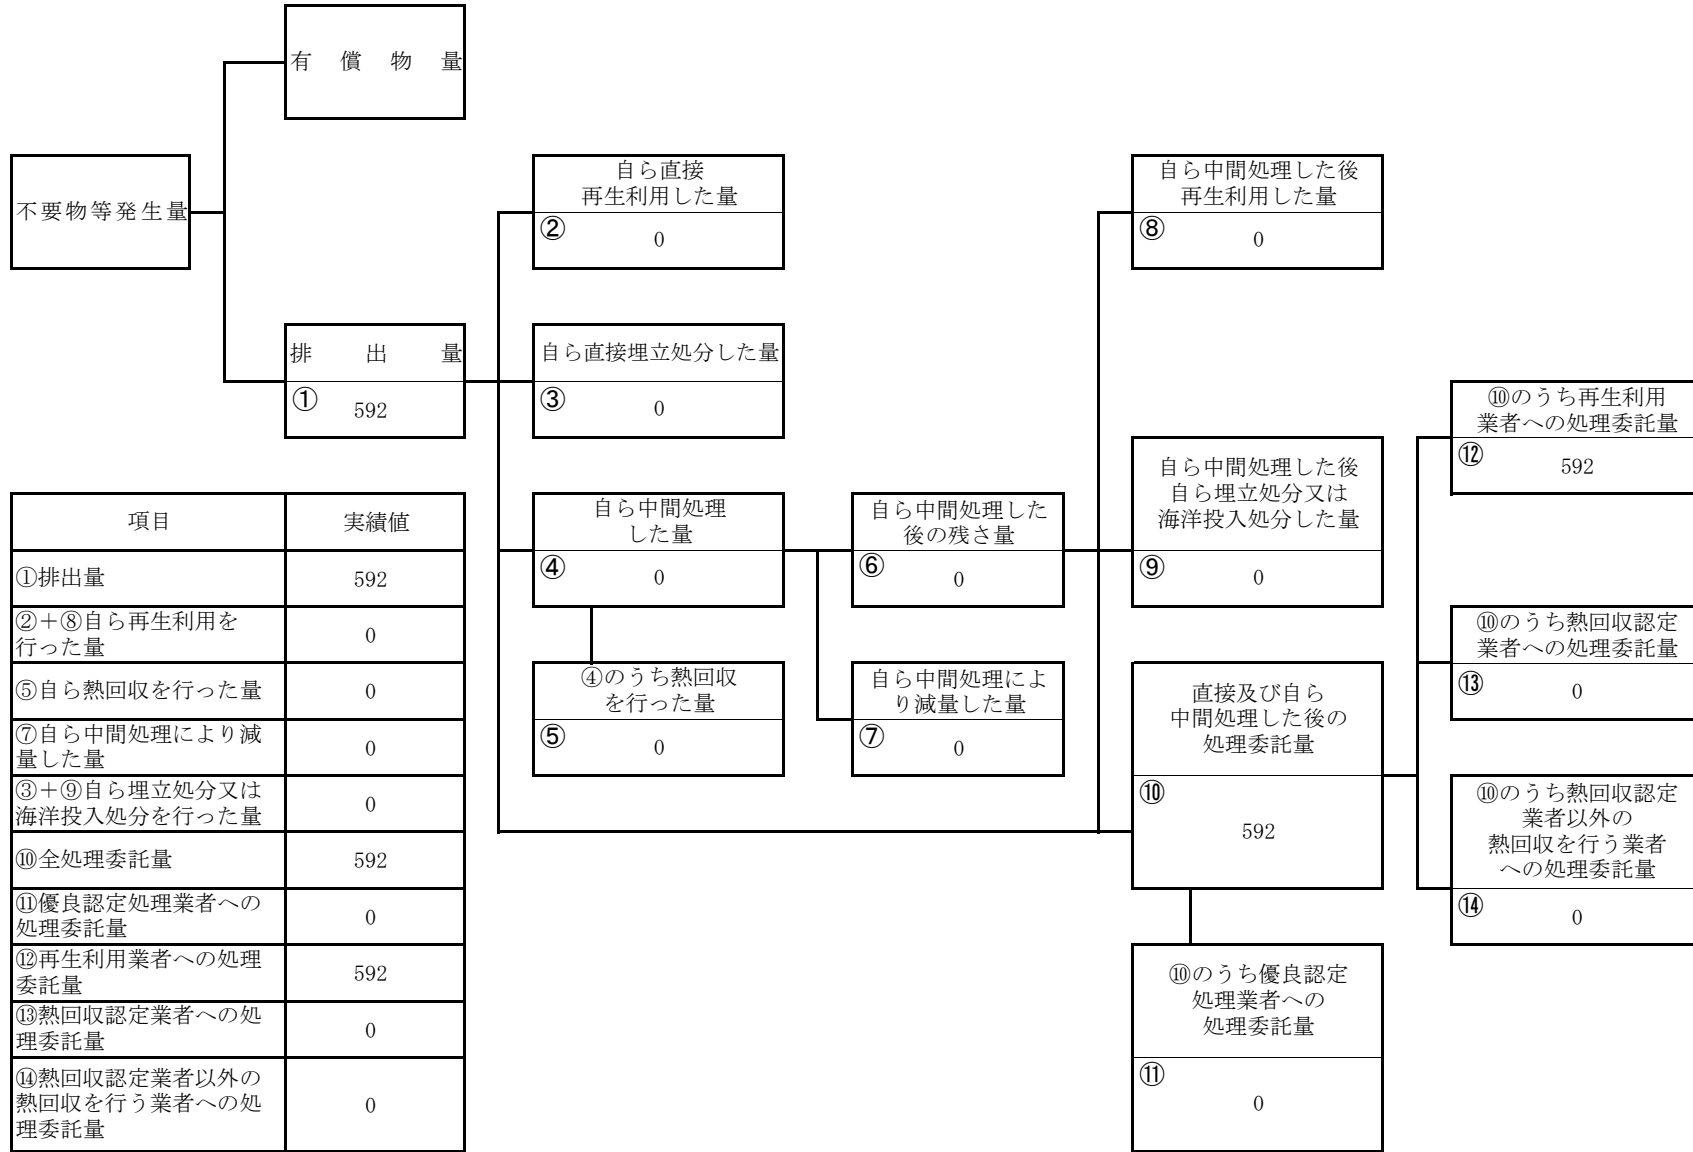 有償物量
不要物等発生量
排出量
① 592
自ら直接
再生利用した量
② 0
自ら直接埋立処分した量
③ 0
自ら中間処理
した量
④ 0
④のうち熱回収
を行った量
⑤ 0
自ら中間処理した
後の残さ量
⑥ 0
自ら中間処理によ
り減量した量
⑦ 0
自ら中間処理した後
再生利用した量
⑧ 0
自ら中間処理した後
自ら埋立処分又は
海洋投入処分した量
⑨ 0
直接及び自ら
中間処理した後の
処理委託量
⑩
592
⑩のうち優良認定
処理業者への
処理委託量
⑪
0
⑩のうち再生利用
業者への処理委託量
⑫ 592
⑩のうち熱回収認定
業者への処理委託量
⑬ 0
⑩のうち熱回収認定
業者以外の
熱回収を行う業者
への処理委託量
⑭ 0
項目 実績値
①排出量 592
②＋⑧自ら再生利用を
行った量 0
⑤自ら熱回収を行った量 0
⑦自ら中間処理により減
量した量 0
③＋⑨自ら埋立処分又は
海洋投入処分を行った量 0
⑩全処理委託量 592
⑪優良認定処理業者への
処理委託量 0
⑫再生利用業者への処理
委託量 592
⑬熱回収認定業者への処
理委託量 0
⑭熱回収認定業者以外の
熱回収を行う業者への処 0
理委託量